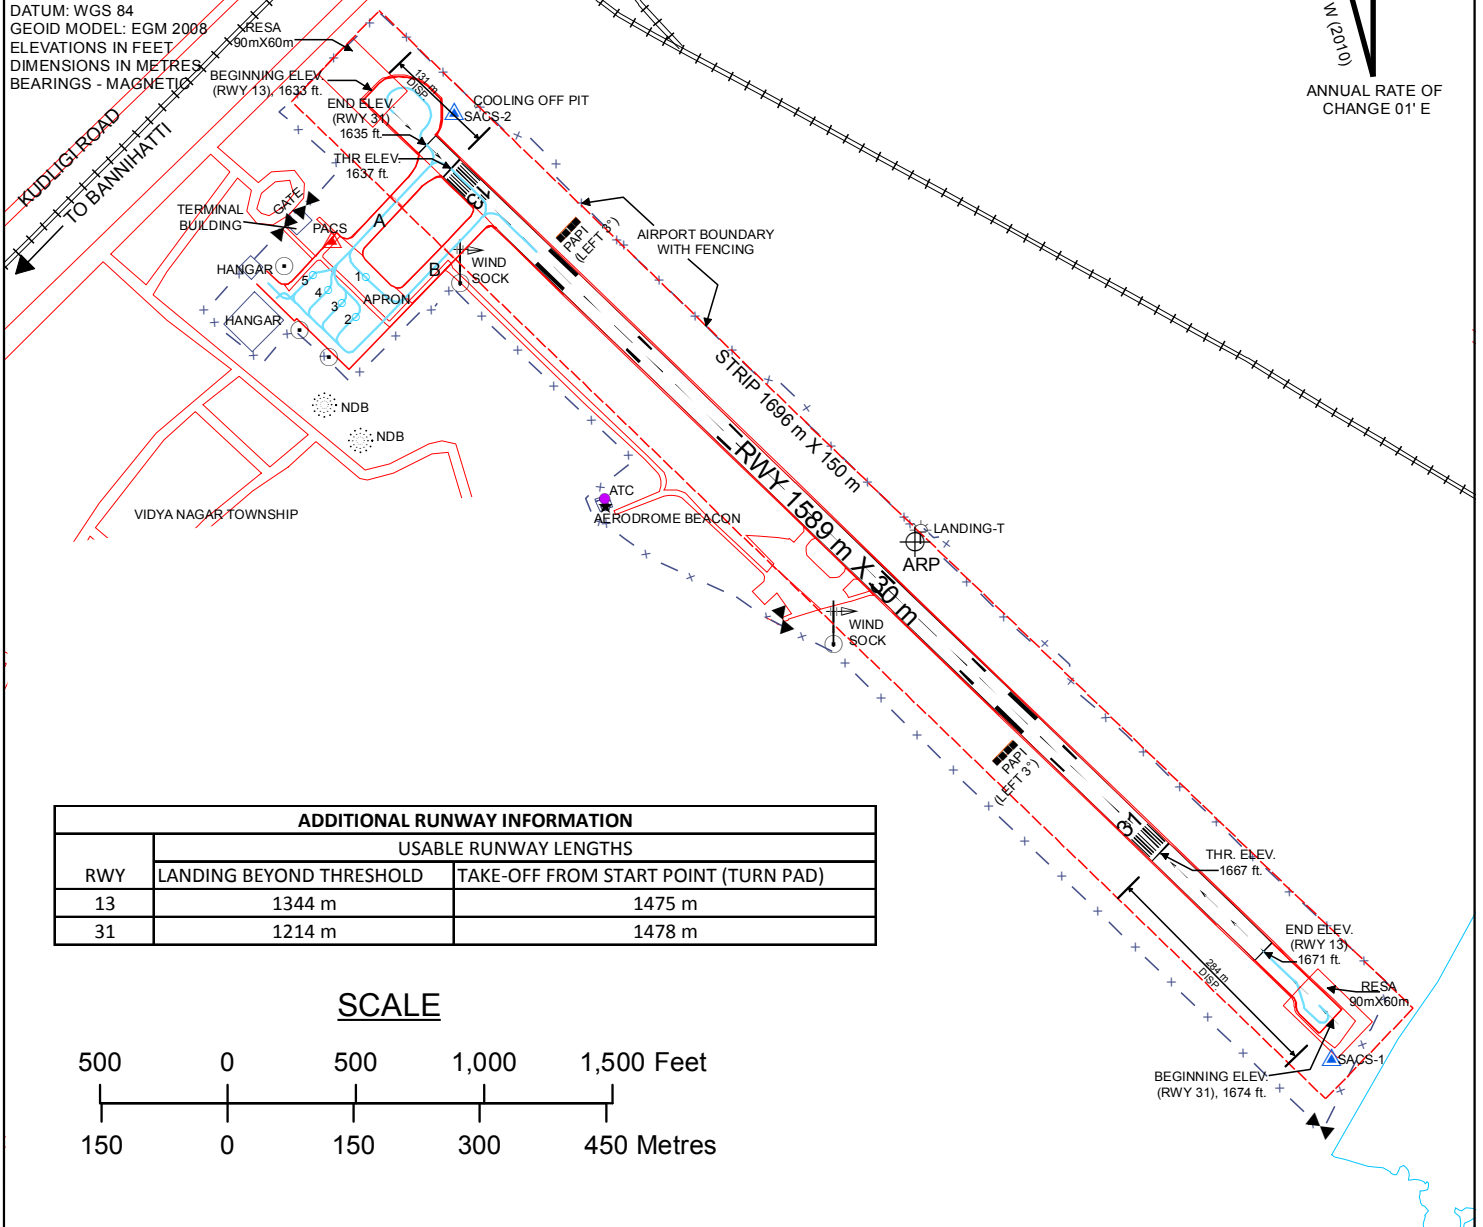 DATUM: WGS 84
GEOID MODEL: EGM 2008
ELEVATIONS IN FEET
DIMENSIONS IN METRES
BEARINGS - MAGNETIC
W (2010)
ANNUAL RATE OF
CHANGE 01' E
RESA
90mX60m
BEGINNING ELEV.
(RWY 13), 1633 ft.
131 m
DISP.
END ELEV.
(RWY 31)
1635 ft.
COOLING OFF PIT
SACS-2
THR ELEV.
1637 ft.
KUDLIGI ROAD
TO BANNIHATTI
GATE
TERMINAL
BUILDING
PACS
A
13
B
WIND
SOCK
PAPI
(LEFT 3°)
AIRPORT BOUNDARY
WITH FENCING
HANGAR
5
4
3
2
1
APRON
HANGAR
NDB
NDB
VIDYA NAGAR TOWNSHIP
STRIP 1696 m X 150 m
RWY 1589 m X 30 m
ATC
AERODROME BEACON
LANDING-T
ARP
WIND
SOCK
PAPI
(LEFT 3°)
31
THR. ELEV.
1667 ft.
END ELEV.
(RWY 13)
1671 ft.
284 m
DISP.
RESA
90mX60m
SACS-1
BEGINNING ELEV.
(RWY 31), 1674 ft.
ADDITIONAL RUNWAY INFORMATION
USABLE RUNWAY LENGTHS
RWY LANDING BEYOND THRESHOLD TAKE-OFF FROM START POINT (TURN PAD)
13 1344 m 1475 m
31 1214 m 1478 m
SCALE
500 0 500 1,000 1,500 Feet
150 0 150 300 450 Metres